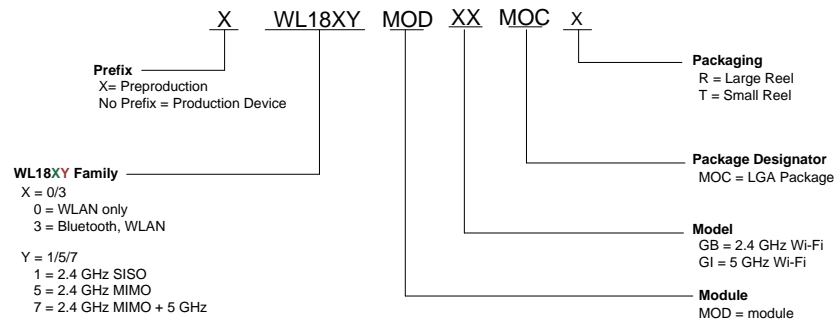 X WL18XY MOD XX MOC X
Prefix
X= Preproduction
No Prefix = Production Device
WL18XY Family
X = 0/3
0 = WLAN only
3 = Bluetooth, WLAN
Y = 1/5/7
1 = 2.4 GHz SISO
5 = 2.4 GHz MIMO
7 = 2.4 GHz MIMO + 5 GHz
Packaging
R = Large Reel
T = Small Reel
Package Designator
MOC = LGA Package
Model
GB = 2.4 GHz Wi-Fi
GI = 5 GHz Wi-Fi
Module
MOD = module